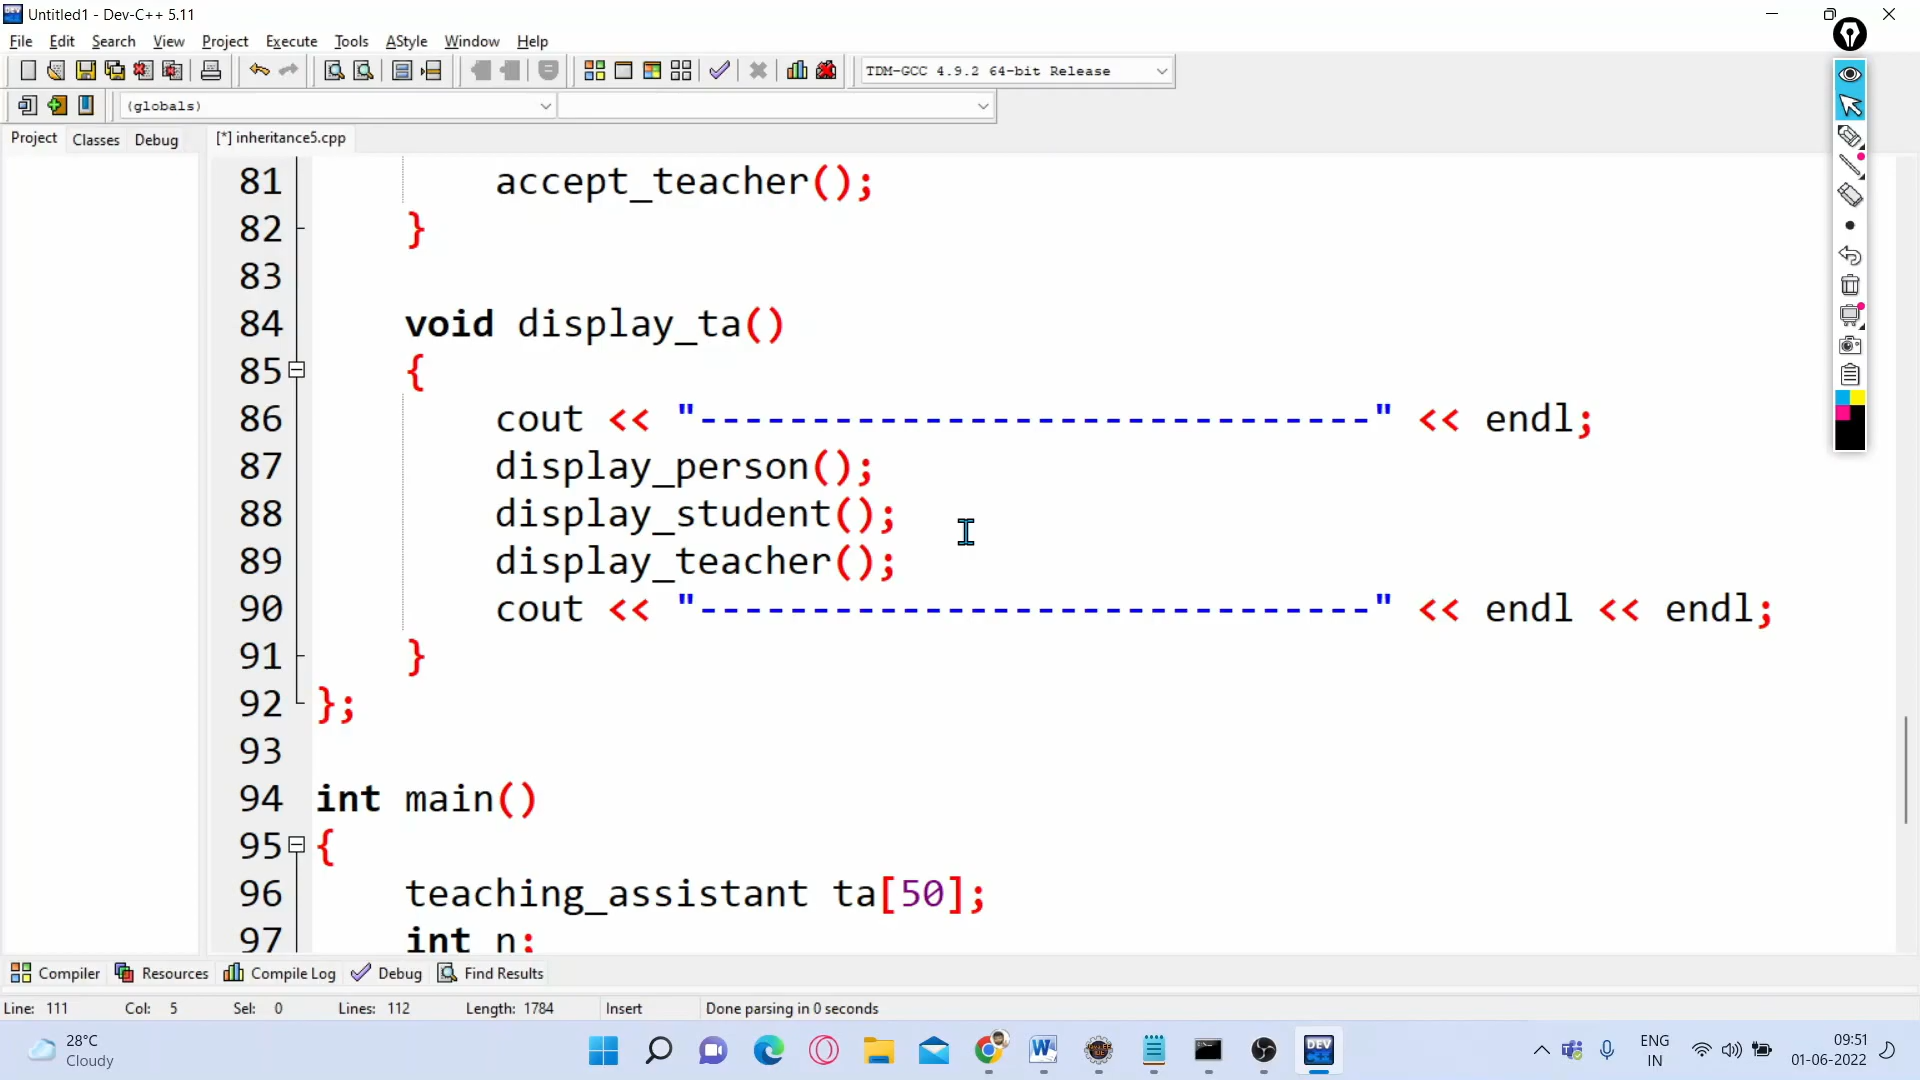 Untitled1 - Dev-C++ 5.11
File Edit Search View Project Execute Tools AStyle Window Help
TDM-GCC 4.9.2 64-bit Release
(globals)
Project Classes Debug [*] inheritance5.cpp
81 accept_teacher();
82 }
83
84 void display_ta()
85 {
86 cout << "------------------------------" << endl;
87 display_person();
88 display_student();
89 display_teacher();
90 cout << "------------------------------" << endl << endl;
91 }
92 };
93
94 int main()
95 {
96 teaching_assistant ta[50];
97 int n;
Compiler Resources Compile Log Debug Find Results
Line: 111 Col: 5 Sel: 0 Lines: 112 Length: 1784 Insert Done parsing in 0 seconds
28°C
Cloudy
ENG
IN
09:51
01-06-2022